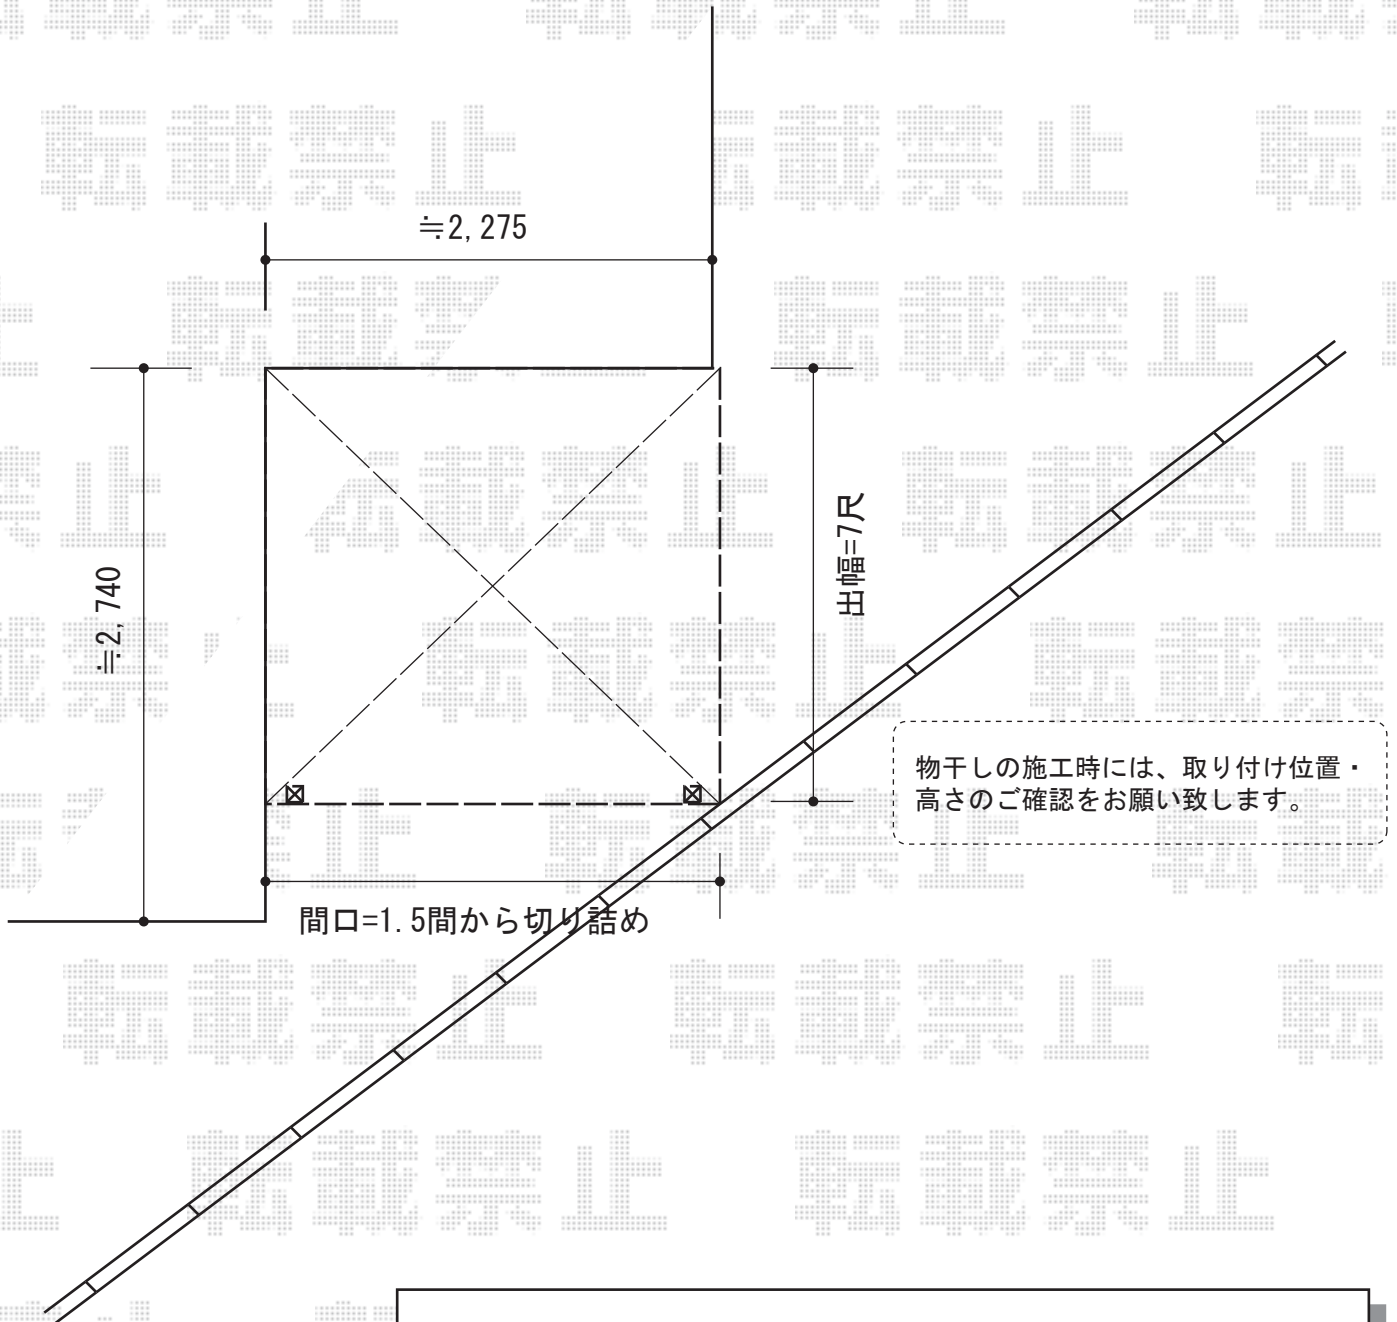 ≒2,275
≒2,740
出幅=7尺
物干しの施工時には、取り付け位置・
高さのご確認をお願い致します。
間口=1.5間から切り詰め
転載禁止